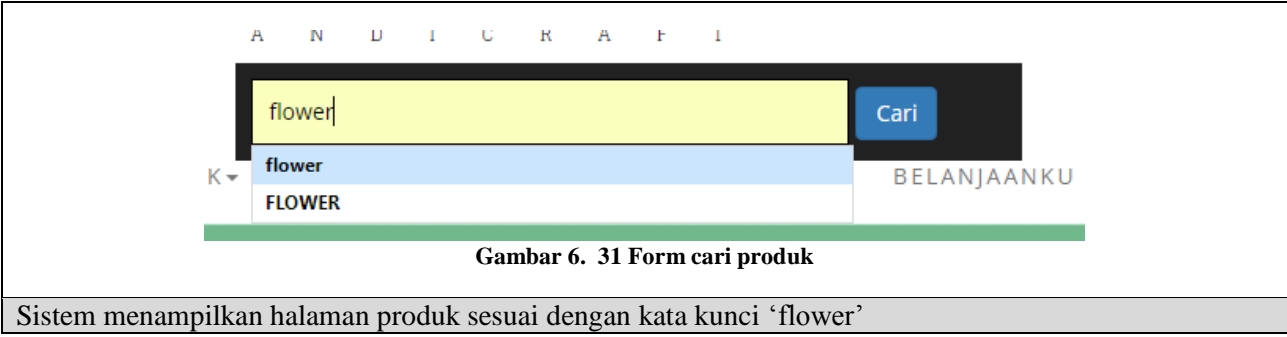 A N D I C R A F T
flower
Cari
flower
K
BELANJAANKU
FLOWER
Gambar 6. 31 Form cari produk
Sistem menampilkan halaman produk sesuai dengan kata kunci ‘flower’